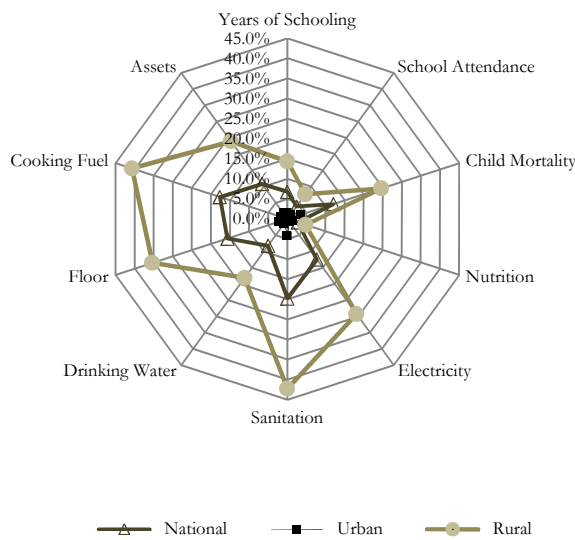 Years of Schooling
45.0%
40.0%
35.0%
30.0%
25.0%
20.0%
15.0%
10.0%
5.0%
0.0%
School Attendance
Child Mortality
Nutrition
Electricity
Sanitation
Drinking Water
Floor
Cooking Fuel
Assets
National Urban Rural